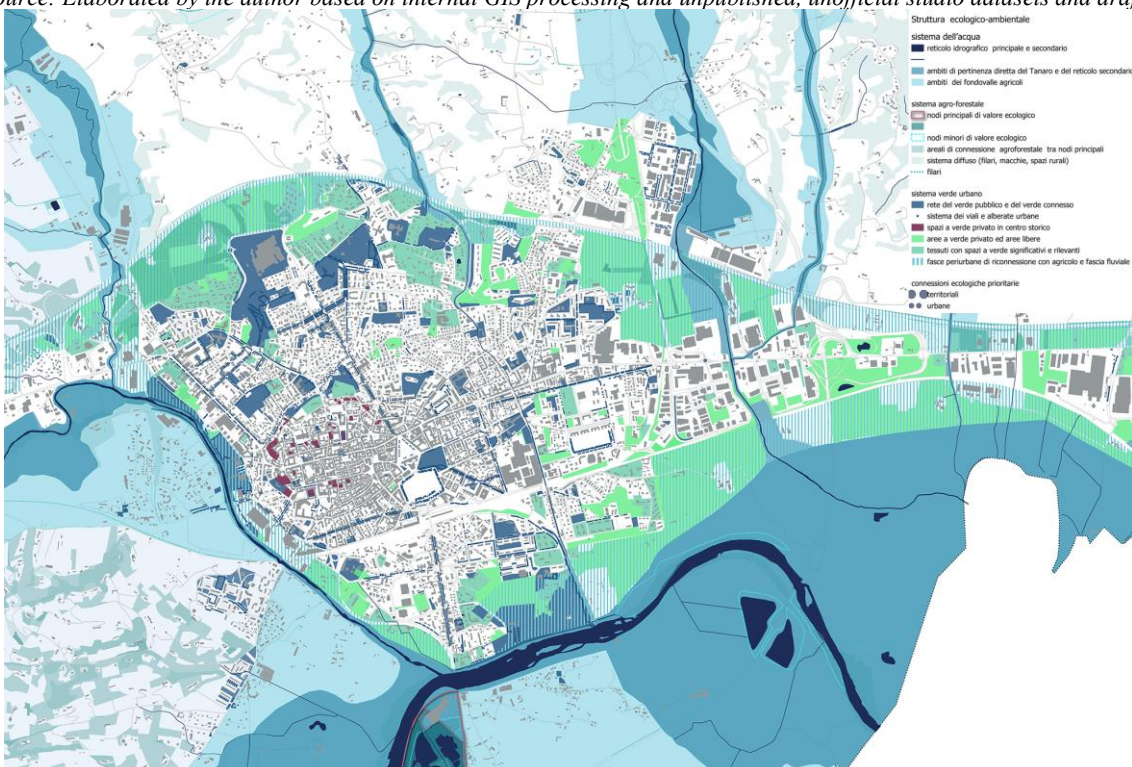 ource: Elaborated by the author based on internal GIS processing and unpublished, unofficial studio datasets and draf
Struttura ecologico-ambientale
sistema dell'acqua
reticolo idrografico principale e secondario
ambiti di pertinenza diretta del Tanaro e del reticolo secondario
ambiti dei fondovalle agricoli
sistema agro-forestale
nodi principali di valore ecologico
nodi minori di valore ecologico
areali di connessione agroforestale tra nodi principali
sistema diffuso (filari, macchie, spazi rurali)
filari
sistema verde urbano
rete del verde pubblico e del verde connesso
sistema dei viali e alberate urbane
spazi a verde privato in centro storico
aree a verde privato ed aree libere
tessuti con spazi a verde significativi e rilevanti
fasce periurbane di riconnessione con agricolo e fascia fluviale
connessioni ecologiche prioritarie
territoriali
urbane